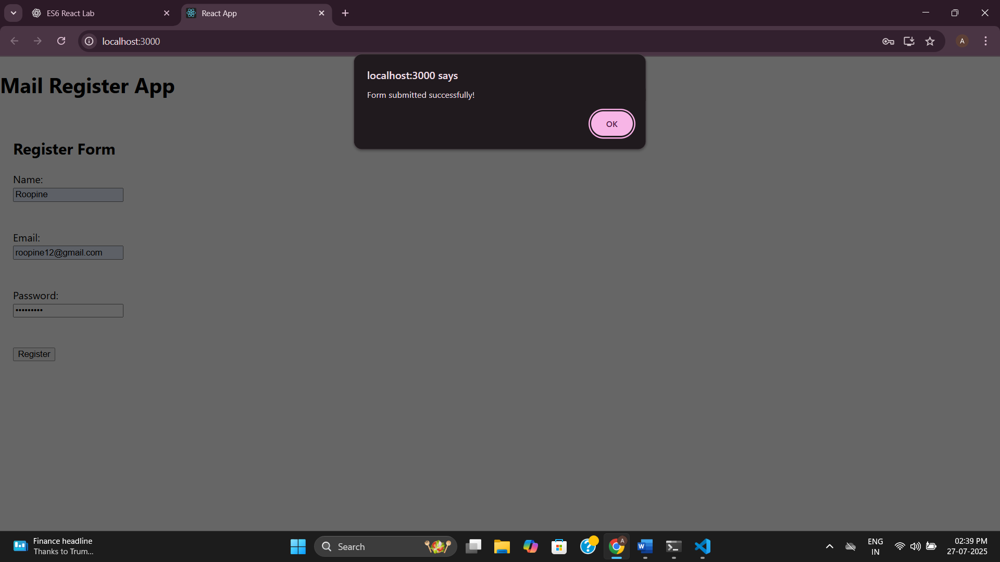 ES6 React Lab
React App
localhost:3000
A
localhost:3000 says
Form submitted successfully!
OK
Mail Register App
Register Form
Name:
Roopine
Email:
roopine12@gmail.com
Password:
•••••••••
Register
Finance headline
Thanks to Trum...
Search
A
ENG
IN
02:39 PM
27-07-2025